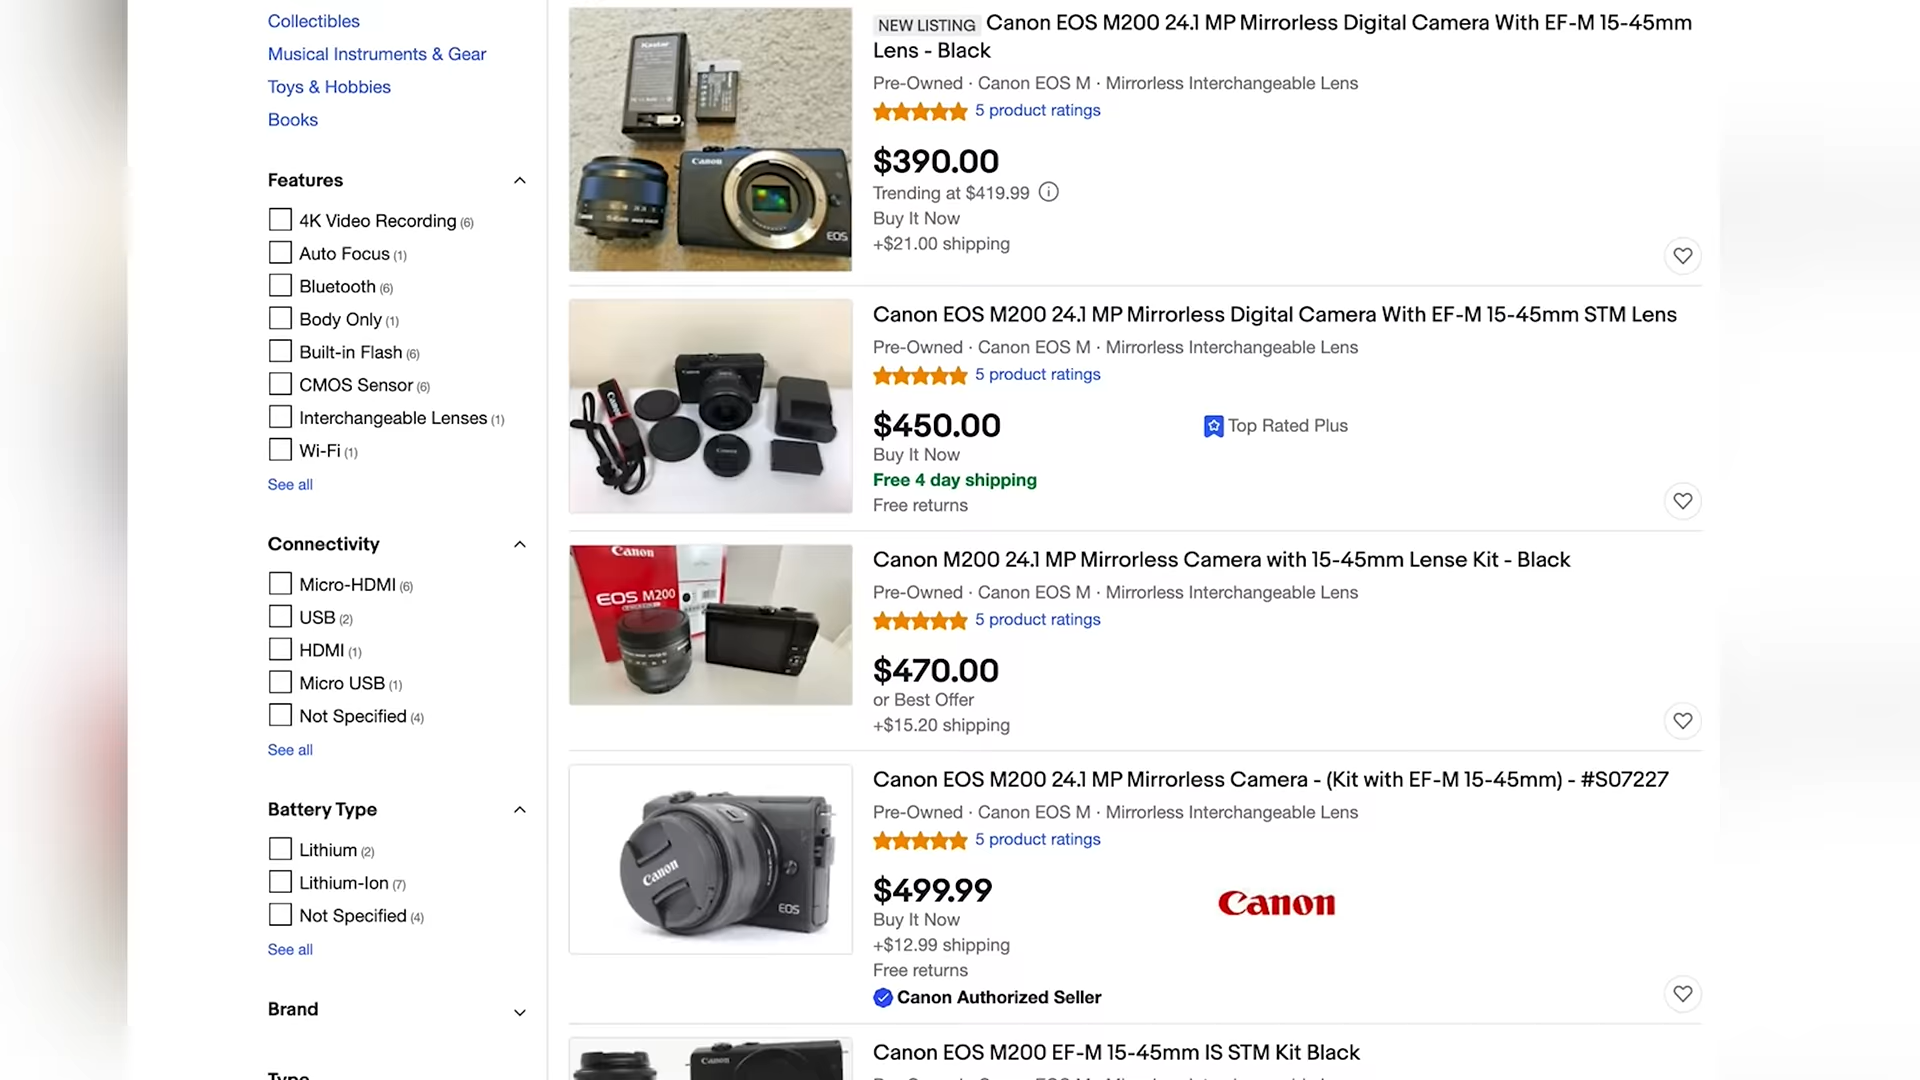 Collectibles
Musical Instruments & Gear
Toys & Hobbies
Books
Features
4K Video Recording (6)
Auto Focus (1)
Bluetooth (6)
Body Only (1)
Built-in Flash (6)
CMOS Sensor (6)
Interchangeable Lenses (1)
Wi-Fi (1)
See all
Connectivity
Micro-HDMI (6)
USB (2)
HDMI (1)
Micro USB (1)
Not Specified (4)
See all
Battery Type
Lithium (2)
Lithium-Ion (7)
Not Specified (4)
See all
Brand
Type
Kastar
Canon
EOS
NEW LISTING Canon EOS M200 24.1 MP Mirrorless Digital Camera With EF-M 15-45mm
Lens - Black
Pre-Owned · Canon EOS M · Mirrorless Interchangeable Lens
5 product ratings
$390.00
Trending at $419.99
Buy It Now
+$21.00 shipping
Canon EOS M200 24.1 MP Mirrorless Digital Camera With EF-M 15-45mm STM Lens
Pre-Owned · Canon EOS M · Mirrorless Interchangeable Lens
5 product ratings
$450.00
Top Rated Plus
Buy It Now
Free 4 day shipping
Free returns
Canon
EOS M200
Canon M200 24.1 MP Mirrorless Camera with 15-45mm Lense Kit - Black
Pre-Owned · Canon EOS M · Mirrorless Interchangeable Lens
5 product ratings
$470.00
or Best Offer
+$15.20 shipping
Canon
EOS
Canon EOS M200 24.1 MP Mirrorless Camera - (Kit with EF-M 15-45mm) - #S07227
Pre-Owned · Canon EOS M · Mirrorless Interchangeable Lens
5 product ratings
$499.99
Canon
Buy It Now
+$12.99 shipping
Free returns
Canon Authorized Seller
Canon
Canon EOS M200 EF-M 15-45mm IS STM Kit Black